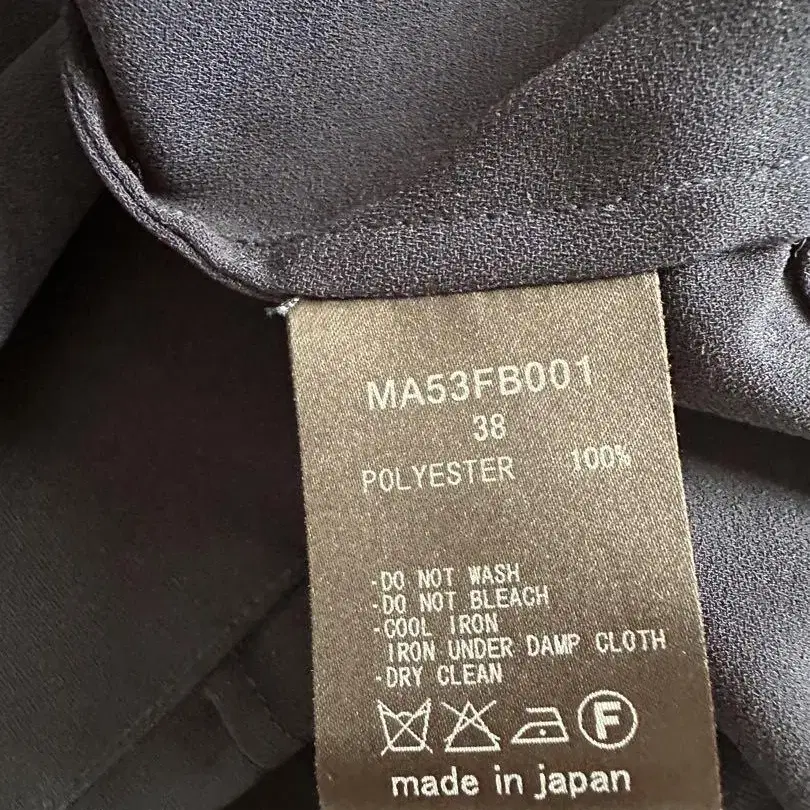 MA53FB001
38
POLYESTER 100%
-DO NOT WASH
-DO NOT BLEACH
-COOL IRON
IRON UNDER DAMP CLOTH
-DRY CLEAN
F
made in japan